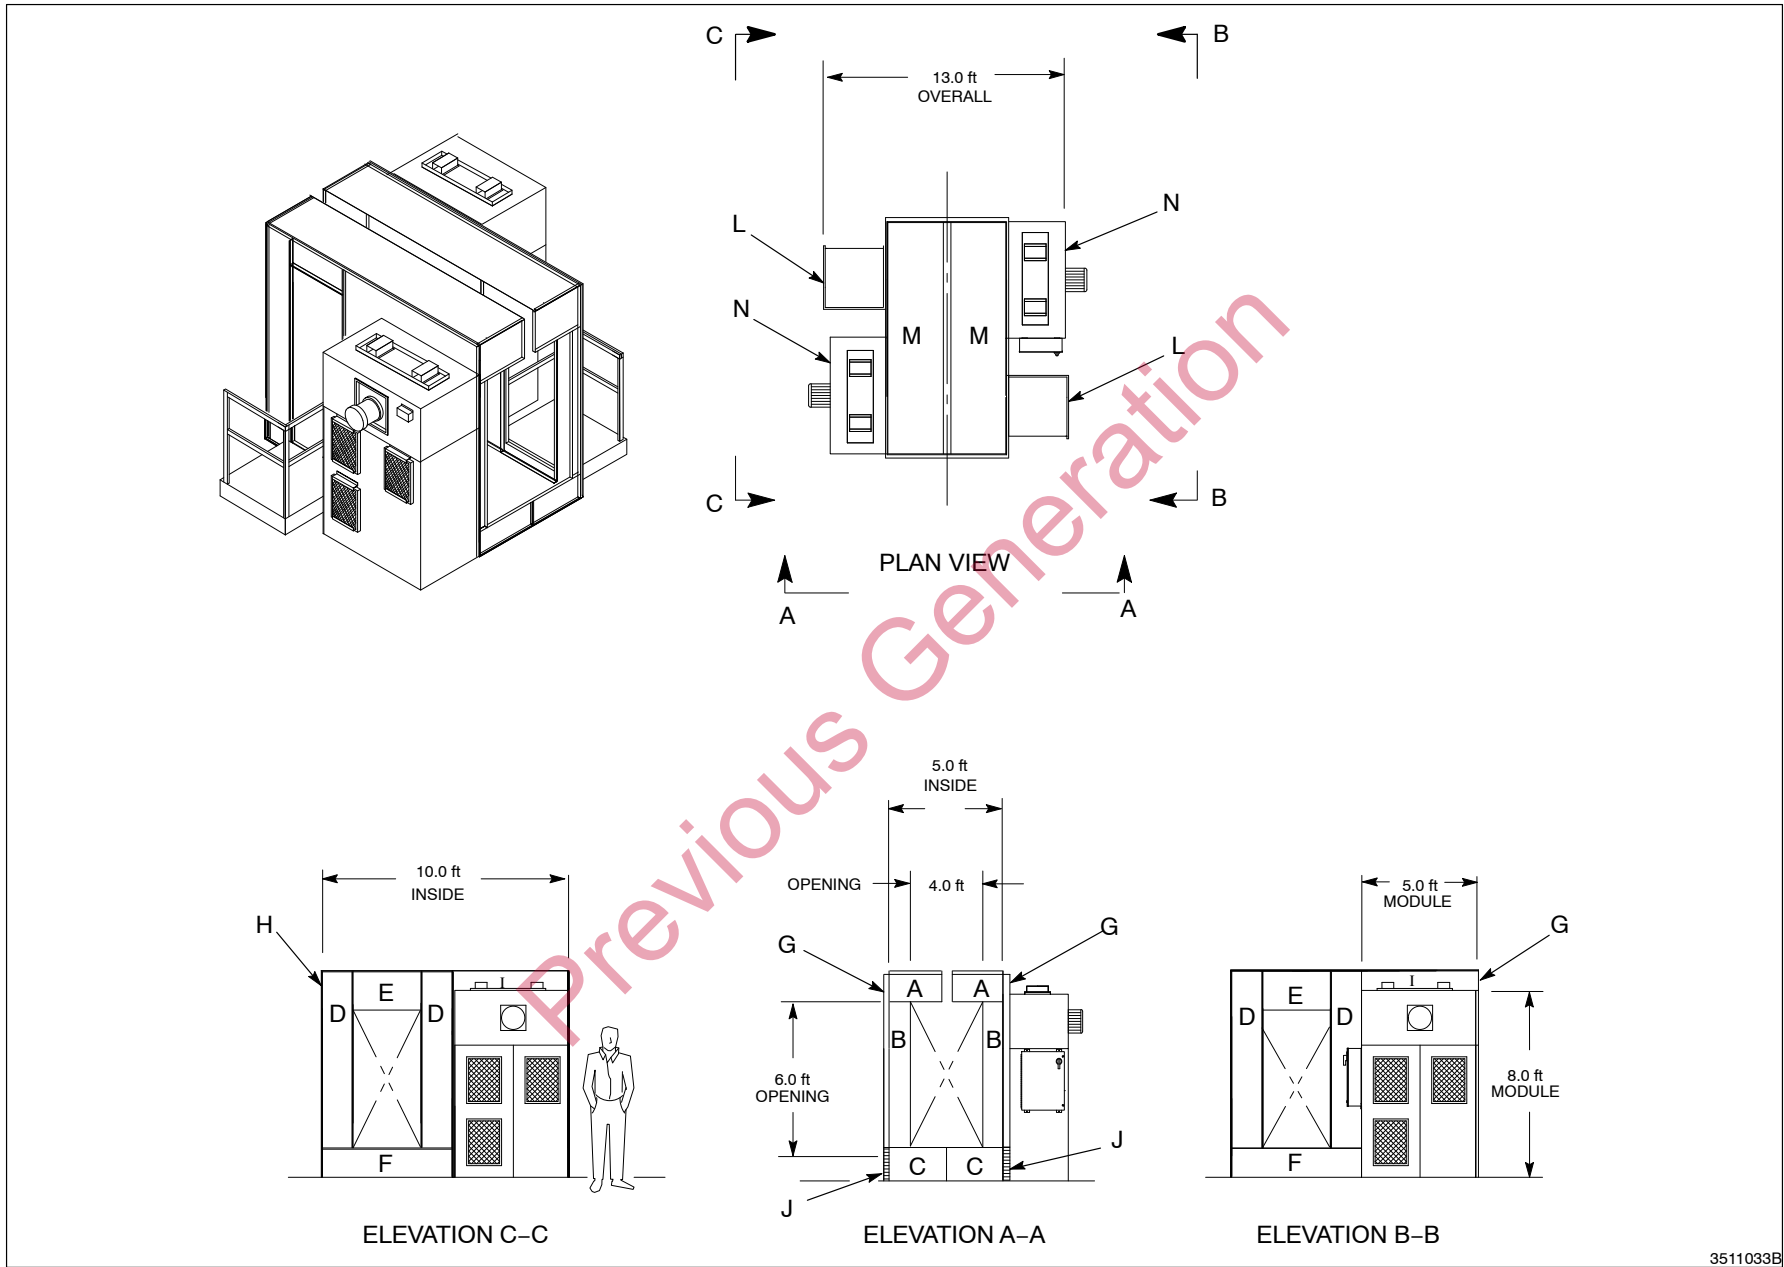 C
B
13.0 ft
OVERALL
L
N
N
M
M
L
C
B
PLAN VIEW
A
A
Previous Generation
5.0 ft
INSIDE
10.0 ft
INSIDE
OPENING
4.0 ft
5.0 ft
MODULE
H
G
G
G
E
I
D
D
A
A
B
B
E
I
D
D
6.0 ft
OPENING
8.0 ft
MODULE
F
C
C
J
J
F
ELEVATION C–C
ELEVATION A–A
ELEVATION B–B
3511033B